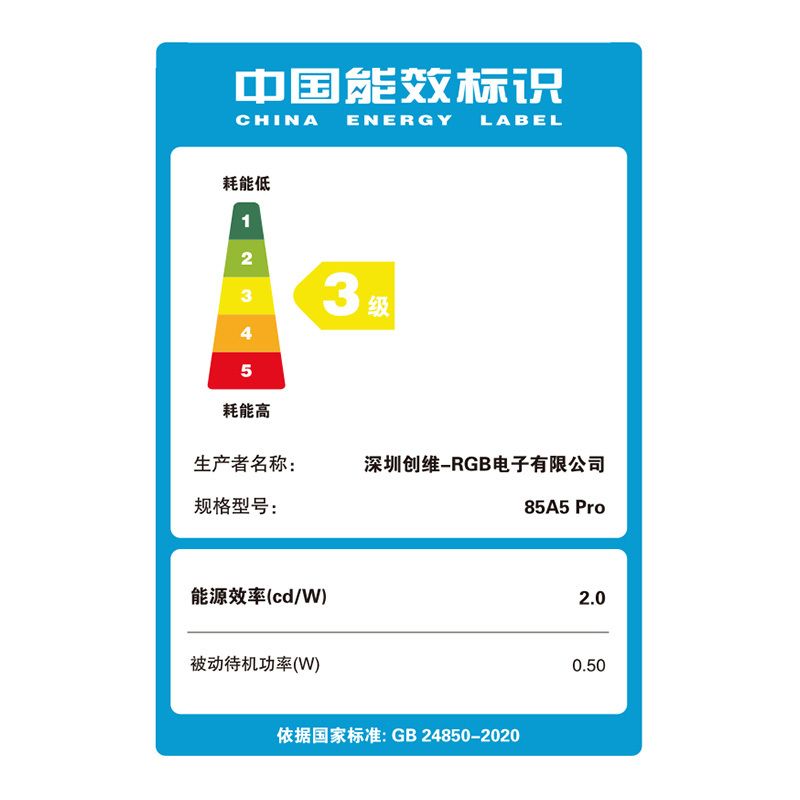 中国能效标识
CHINA ENERGY LABEL
耗能低
1
2
3
4
5
3级
耗能高
生产者名称: 深圳创维-RGB电子有限公司
规格型号: 85A5 Pro
能源效率(cd/W) 2.0
被动待机功率(W) 0.50
依据国家标准: GB 24850-2020